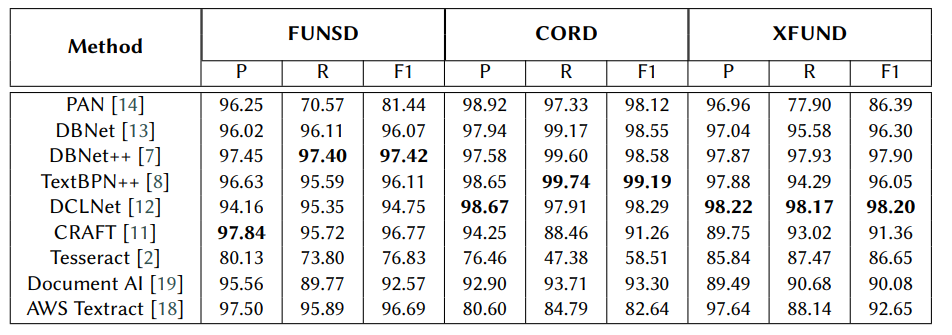 Method FUNSD CORD XFUND
P R F1 P R F1 P R F1
PAN [14] 96.25 70.57 81.44 98.92 97.33 98.12 96.96 77.90 86.39
DBNet [13] 96.02 96.11 96.07 97.94 99.17 98.55 97.04 95.58 96.30
DBNet++ [7] 97.45 97.40 97.42 97.58 99.60 98.58 97.87 97.93 97.90
TextBPN++ [8] 96.63 95.59 96.11 98.65 99.74 99.19 97.88 94.29 96.05
DCLNet [12] 94.16 95.35 94.75 98.67 97.91 98.29 98.22 98.17 98.20
CRAFT [11] 97.84 95.72 96.77 94.25 88.46 91.26 89.75 93.02 91.36
Tesseract [2] 80.13 73.80 76.83 76.46 47.38 58.51 85.84 87.47 86.65
Document AI [19] 95.56 89.77 92.57 92.90 93.71 93.30 89.49 90.68 90.08
AWS Textract [18] 97.50 95.89 96.69 80.60 84.79 82.64 97.64 88.14 92.65